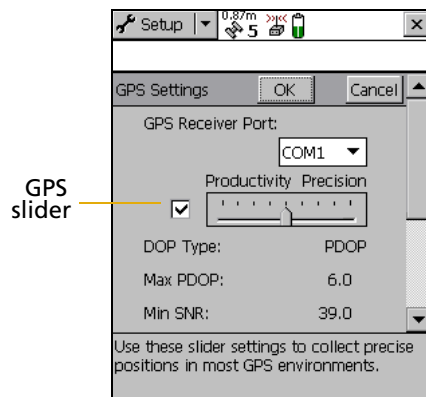 Setup
0.87m
5
GPS Settings OK Cancel
GPS Receiver Port:
COM1
Productivity Precision
GPS
slider
DOP Type: PDOP
Max PDOP: 6.0
Min SNR: 39.0
Use these slider settings to collect precise
positions in most GPS environments.